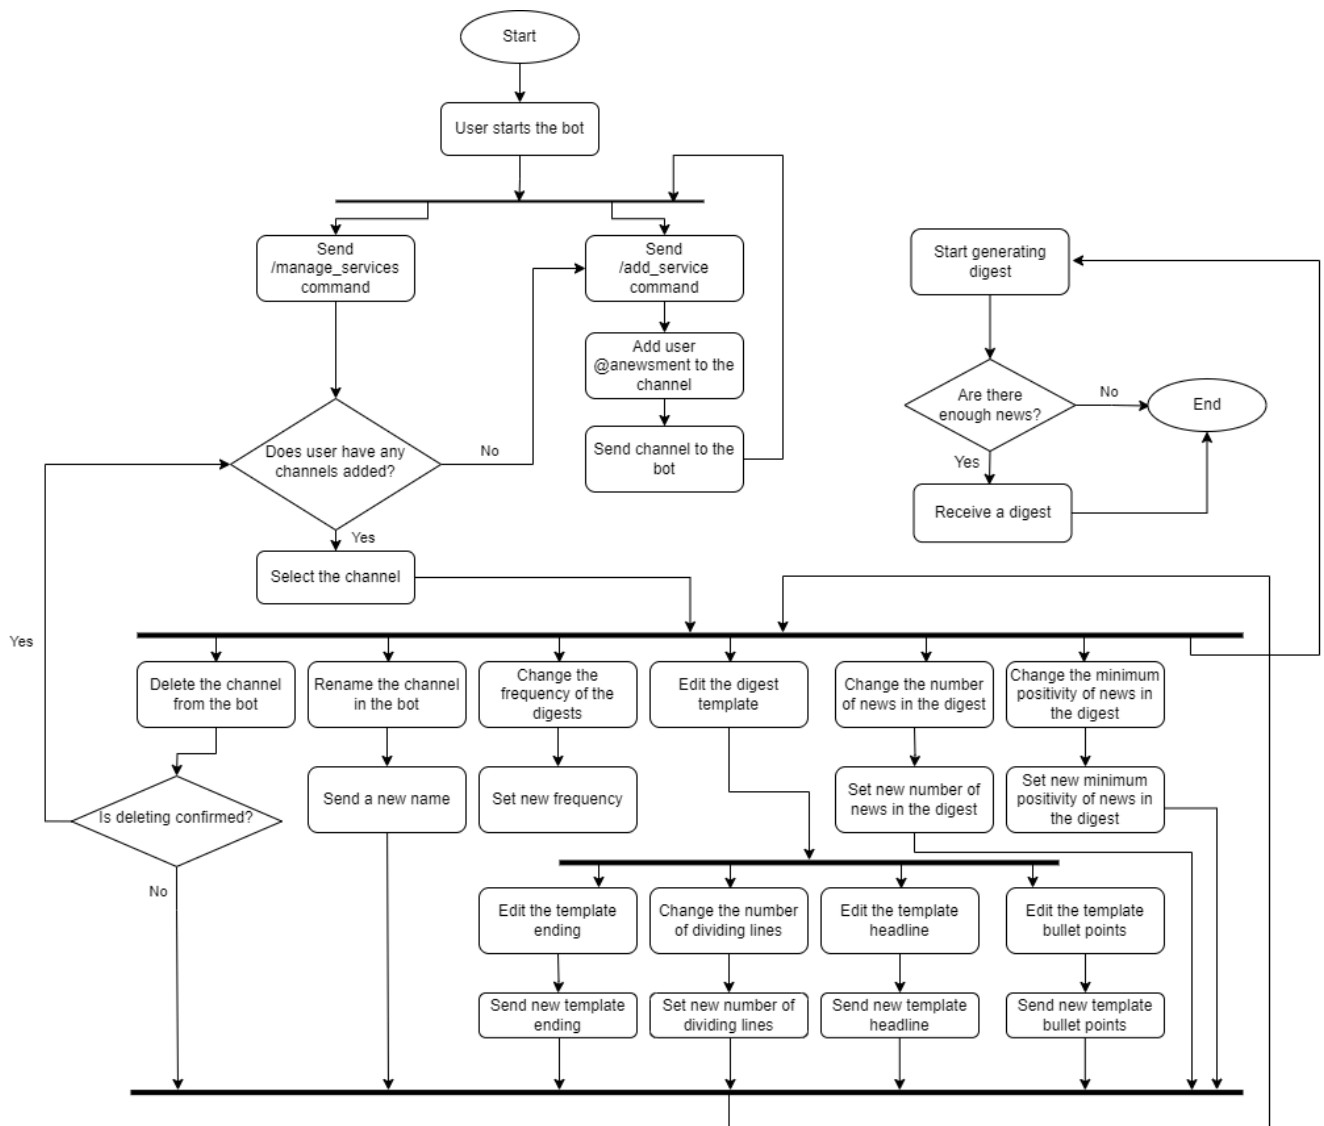 Start
User starts the bot
Send
/manage_services
command
Send
/add_service
command
Add user
@anewsment to the
channel
Send channel to the
bot
Does user have any
channels added?
No
Yes
Select the channel
Start generating
digest
Are there
enough news?
No
End
Yes
Receive a digest
Yes
Delete the channel
from the bot
Rename the channel
in the bot
Change the
frequency of the
digests
Edit the digest
template
Change the number
of news in the digest
Change the minimum
positivity of news in
the digest
Is deleting confirmed?
No
Send a new name
Set new frequency
Set new number of
news in the digest
Set new minimum
positivity of news in
the digest
Edit the template
ending
Change the number
of dividing lines
Edit the template
headline
Edit the template
bullet points
Send new template
ending
Set new number of
dividing lines
Send new template
headline
Send new template
bullet points